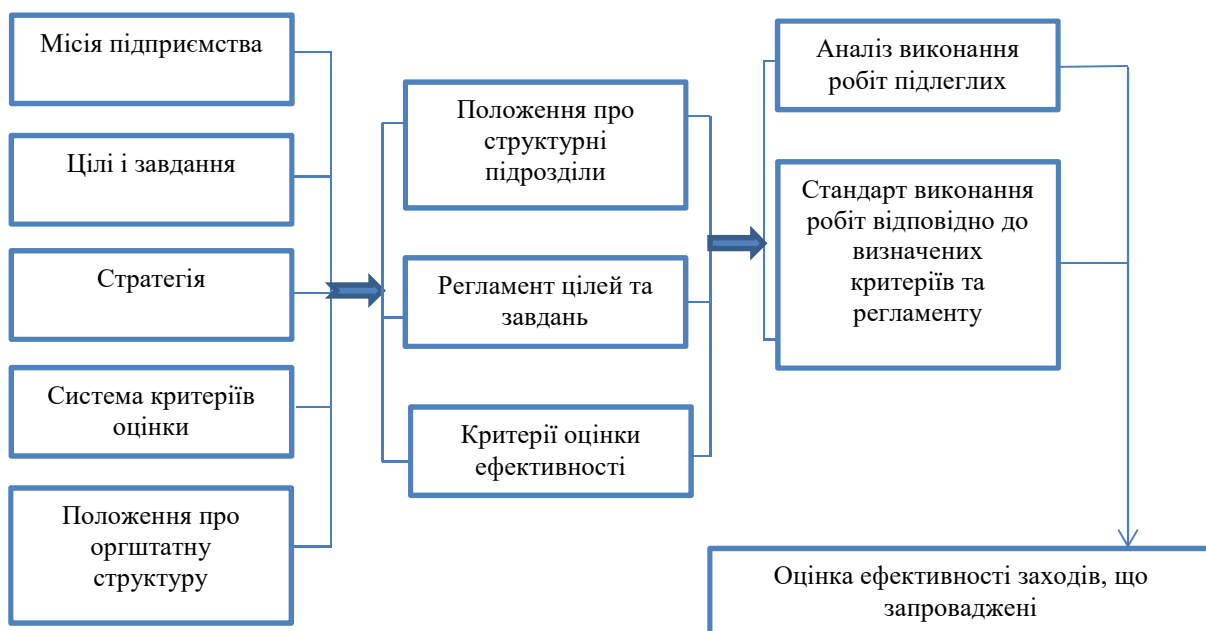 Місія підприємства
Цілі і завдання
Стратегія
Система критеріїв
оцінки
Положення про
оргштатну
структуру
Положення про
структурні
підрозділи
Регламент цілей та
завдань
Критерії оцінки
ефективності
Аналіз виконання
робіт підлеглих
Стандарт виконання
робіт відповідно до
визначених
критеріїв та
регламенту
Оцінка ефективності заходів, що
запроваджені